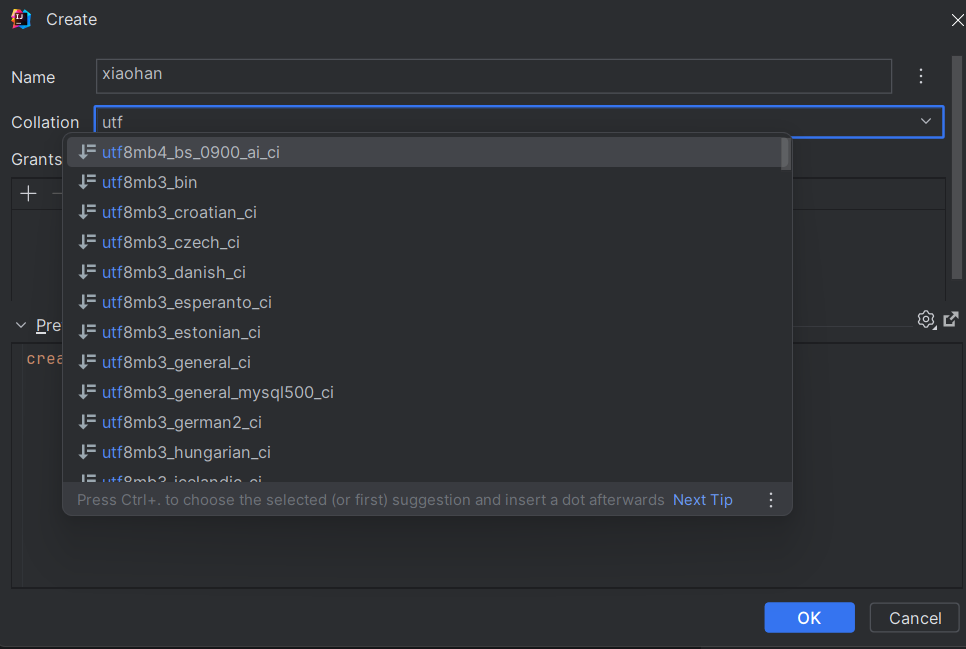 Create
Name xiaohan
Collation utf
Grants
utf8mb4_bs_0900_ai_ci
utf8mb3_bin
utf8mb3_croatian_ci
utf8mb3_czech_ci
utf8mb3_danish_ci
utf8mb3_esperanto_ci
utf8mb3_estonian_ci
utf8mb3_general_ci
utf8mb3_general_mysql500_ci
utf8mb3_german2_ci
utf8mb3_hungarian_ci
utf8mb3_icelandic_ci
Pre
crea
Press Ctrl+. to choose the selected (or first) suggestion and insert a dot afterwards Next Tip
OK Cancel